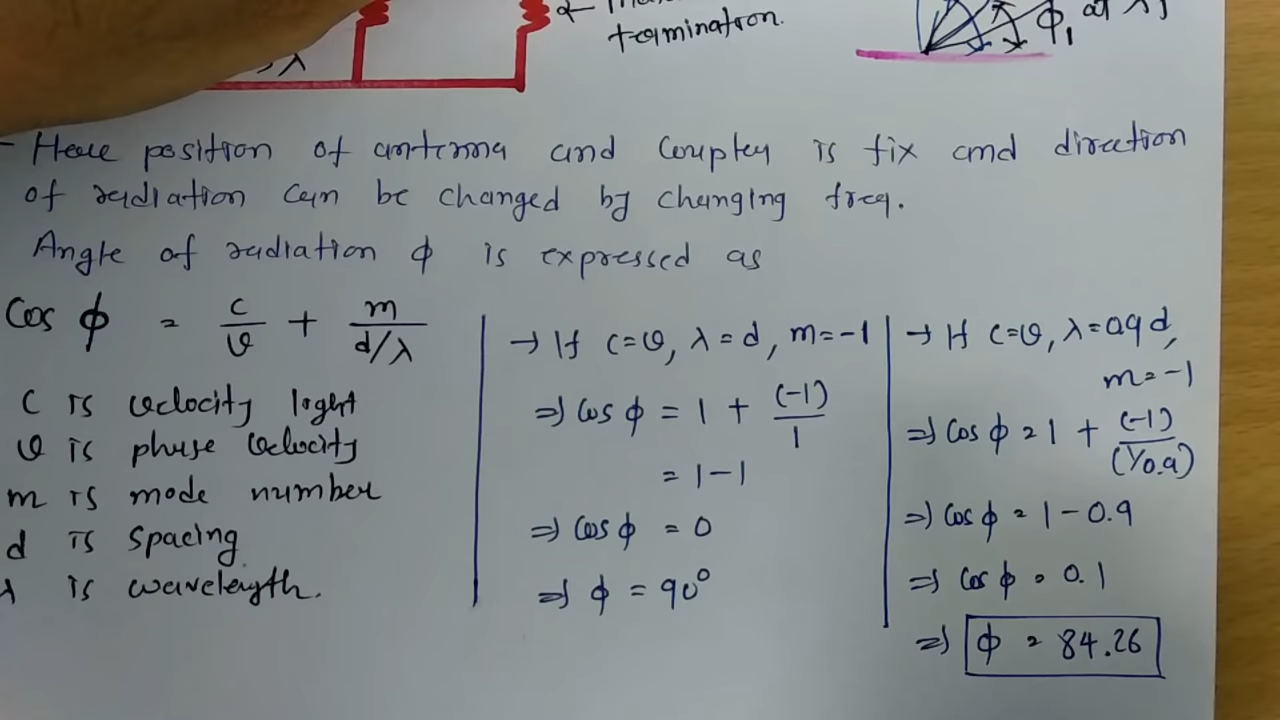 termination.
ϕ₁ at λ₁
λ
- Here position of antenna and Coupler is fix and direction
of radiation can be changed by changing freq.
Angle of radiation ϕ is expressed as
Cos ϕ = c/v + m/(d/λ)
C is velocity light
v is phase velocity
m is mode number
d is spacing
λ is wavelength.
→ If c=v, λ=d, m=-1
⇒ Cos ϕ = 1 + (-1)/1
= 1-1
⇒ Cos ϕ = 0
⇒ ϕ = 90°
→ If c=v, λ=0.9d,
m=-1
⇒ Cos ϕ = 1 + (-1)/(1/0.9)
⇒ Cos ϕ = 1-0.9
⇒ Cos ϕ = 0.1
⇒ ϕ = 84.26